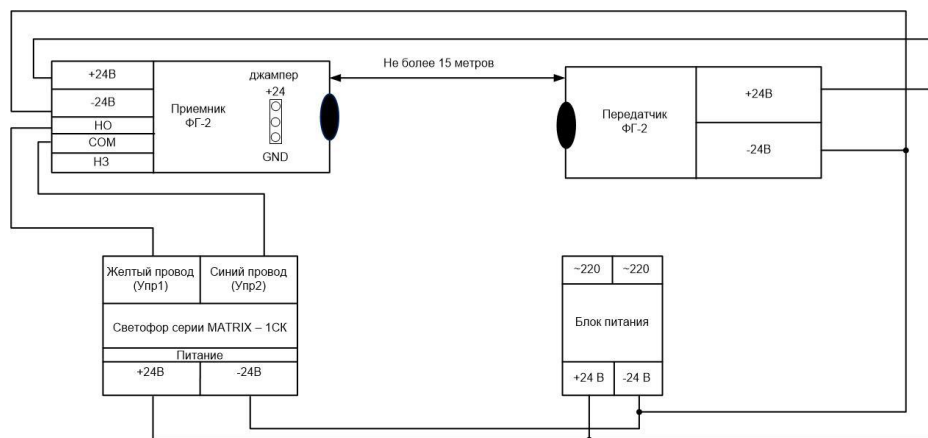 +24В
-24В
НО
COM
НЗ
Приемник
ФГ-2
джампер
+24
GND
Не более 15 метров
Передатчик
ФГ-2
+24В
-24В
Желтый провод
(Упр1)
Синий провод
(Упр2)
Светофор серии MATRIX – 1СК
Питание
+24В
-24В
~220
~220
Блок питания
+24 В
-24 В